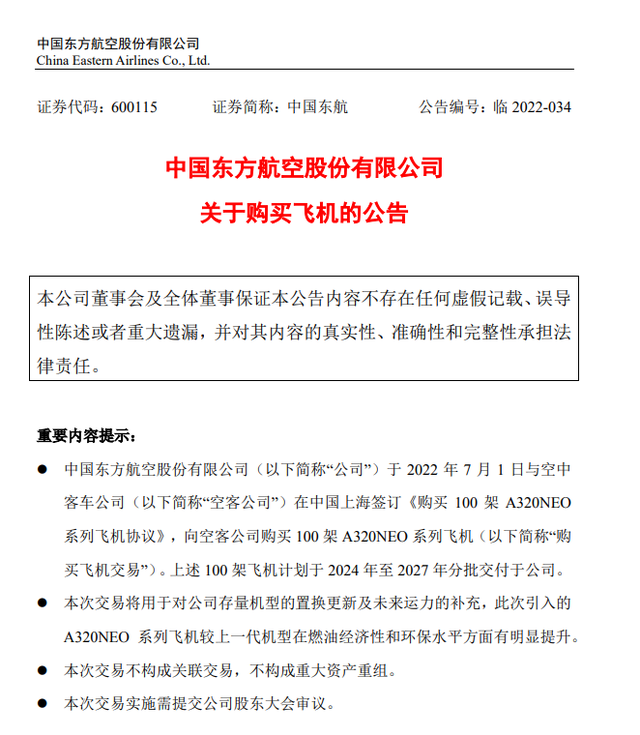 中国东方航空股份有限公司
China Eastern Airlines Co., Ltd.
证券代码：600115 证券简称：中国东航 公告编号：临 2022-034
中国东方航空股份有限公司
关于购买飞机的公告
本公司董事会及全体董事保证本公告内容不存在任何虚假记载、误导
性陈述或者重大遗漏，并对其内容的真实性、准确性和完整性承担法
律责任。
重要内容提示：
● 中国东方航空股份有限公司（以下简称“公司”）于 2022 年 7 月 1 日与空中
客车公司（以下简称“空客公司”）在中国上海签订《购买 100 架 A320NEO
系列飞机协议》，向空客公司购买 100 架 A320NEO 系列飞机（以下简称“购
买飞机交易”）。上述 100 架飞机计划于 2024 年至 2027 年分批交付于公司。
● 本次交易将用于对公司存量机型的置换更新及未来运力的补充，此次引入的
A320NEO 系列飞机较上一代机型在燃油经济性和环保水平方面有明显提升。
● 本次交易不构成关联交易，不构成重大资产重组。
● 本次交易实施需提交公司股东大会审议。